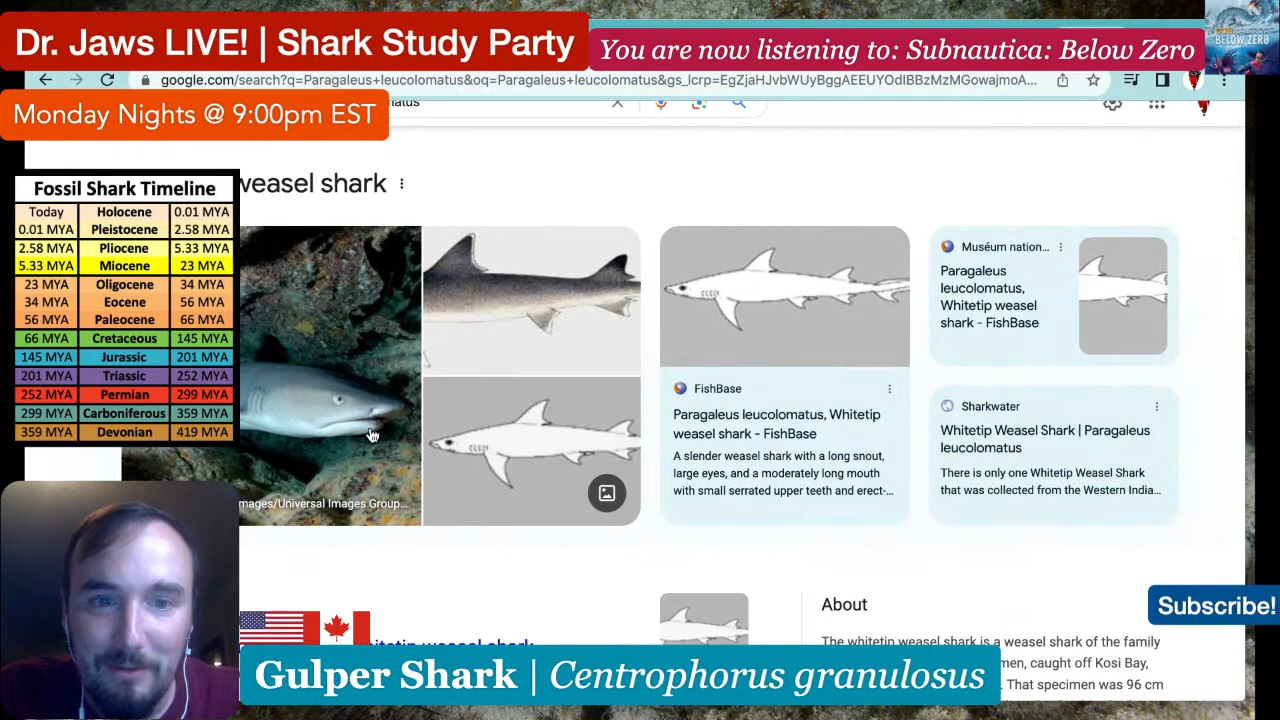 Dr. Jaws LIVE! | Shark Study Party
You are now listening to: Subnautica: Below Zero
BELOW ZERO
google.com/search?q=Paragaleus+leucolomatus&oq=Paragaleus+leucolomatus&gs_lcrp=EgZjaHJvbWUyBggAEEUYOdIBBzMzMGowajmoA...
Monday Nights @ 9:00pm EST
weasel shark
Fossil Shark Timeline
Today Holocene 0.01 MYA
0.01 MYA Pleistocene 2.58 MYA
2.58 MYA Pliocene 5.33 MYA
5.33 MYA Miocene 23 MYA
23 MYA Oligocene 34 MYA
34 MYA Eocene 56 MYA
56 MYA Paleocene 66 MYA
66 MYA Cretaceous 145 MYA
145 MYA Jurassic 201 MYA
201 MYA Triassic 252 MYA
252 MYA Permian 299 MYA
299 MYA Carboniferous 359 MYA
359 MYA Devonian 419 MYA
mages/Universal Images Group...
FishBase
Paragaleus leucolomatus, Whitetip
weasel shark - FishBase
A slender weasel shark with a long snout,
large eyes, and a moderately long mouth
with small serrated upper teeth and erect-...
Muséum nation...
Paragaleus
leucolomatus,
Whitetip weasel
shark - FishBase
Sharkwater
Whitetip Weasel Shark | Paragaleus
leucolomatus
There is only one Whitetip Weasel Shark
that was collected from the Western India...
About
The whitetip weasel shark is a weasel shark of the family
men, caught off Kosi Bay,
. That specimen was 96 cm
Subscribe!
Gulper Shark | Centrophorus granulosus